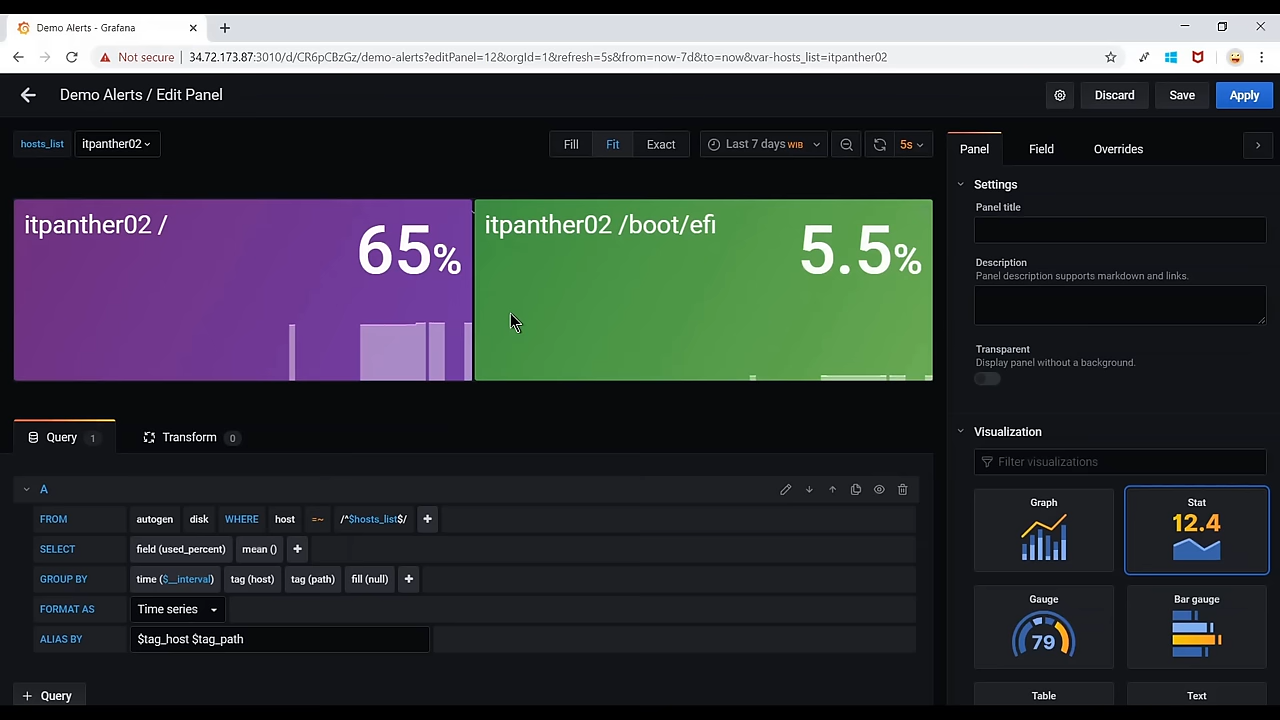 Demo Alerts - Grafana
Not secure 34.72.173.87:3010/d/CR6pCBzGz/demo-alerts?editPanel=12&orgId=1&refresh=5s&from=now-7d&to=now&var-hosts_list=itpanther02
Demo Alerts / Edit Panel
Discard Save Apply
hosts_list itpanther02
Fill Fit Exact Last 7 days WIB 5s
Panel Field Overrides
Settings
Panel title
Description
Panel description supports markdown and links.
Transparent
Display panel without a background.
itpanther02 / 65%
itpanther02 /boot/efi 5.5%
Query 1 Transform 0
A
FROM autogen disk WHERE host =~ /^$hosts_list$/ +
SELECT field (used_percent) mean () +
GROUP BY time ($__interval) tag (host) tag (path) fill (null) +
FORMAT AS Time series
ALIAS BY $tag_host $tag_path
+ Query
Visualization
Filter visualizations
Graph Stat
12.4
Gauge Bar gauge
79
Table Text